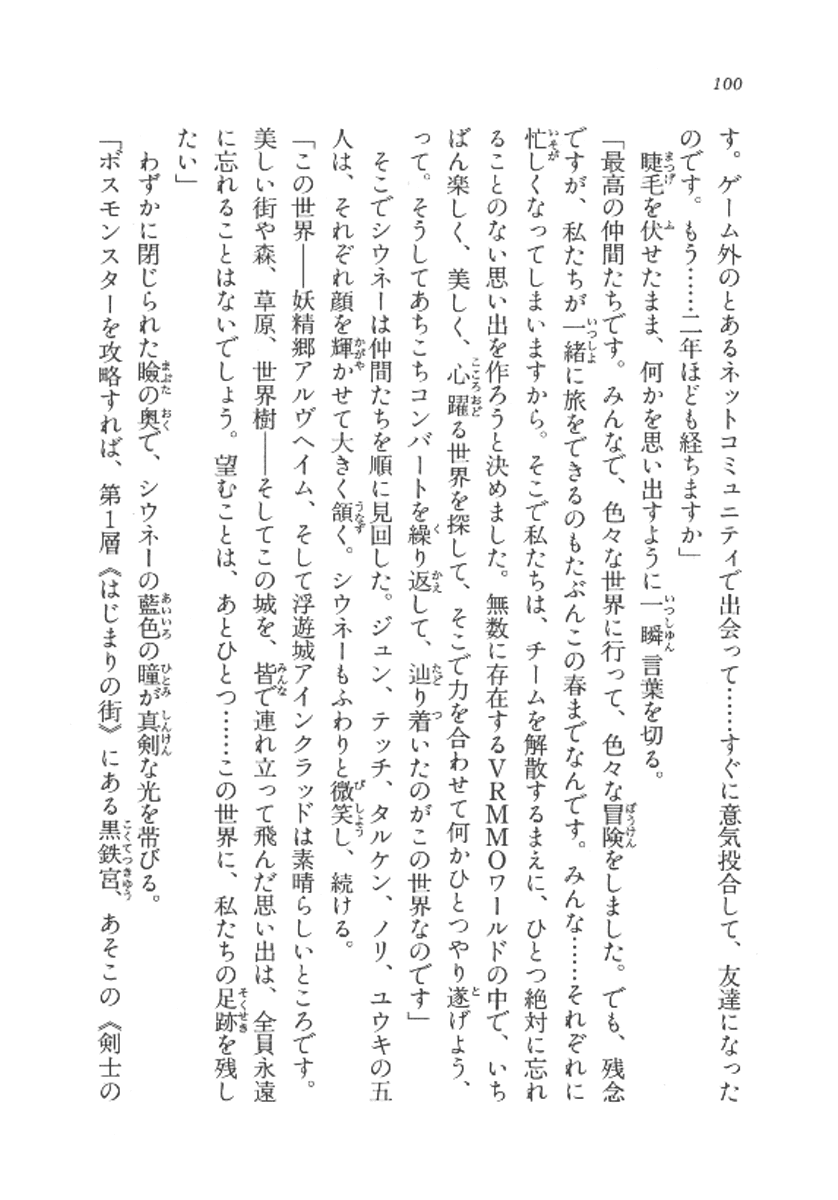 100
す。ゲーム外のとあるネットコミュニティで出会って……すぐに意気投合して、友達になった
のです。もう……二年ほども経ちますか」
　睫毛を伏せたまま、何かを思い出すように一瞬言葉を切る。
「最高の仲間たちです。みんなで、色々な世界に行って、色々な冒険をしました。でも、残念
ですが、私たちが一緒に旅をできるのもたぶんこの春までなんです。みんな……それぞれに
忙しくなってしまいますから。そこで私たちは、チームを解散するまえに、ひとつ絶対に忘れ
ることのない思い出を作ろうと決めました。無数に存在するＶＲＭＭＯワールドの中で、いち
ばん楽しく、美しく、心躍る世界を探して、そこで力を合わせて何かひとつやり遂げよう、
って。そうしてあちこちコンバートを繰り返して、辿り着いたのがこの世界なのです」
　そこでシウネーは仲間たちを順に見回した。ジュン、テッチ、タルケン、ノリ、ユウキの五
人は、それぞれ顔を輝かせて大きく頷く。シウネーもふわりと微笑し、続ける。
「この世界――妖精郷アルヴヘイム、そして浮遊城アインクラッドは素晴らしいところです。
美しい街や森、草原、世界樹――そしてこの城を、皆で連れ立って飛んだ思い出は、全員永遠
に忘れることはないでしょう。望むことは、あとひとつ……この世界に、私たちの足跡を残し
たい」
　わずかに閉じられた瞼の奥で、シウネーの藍色の瞳が真剣な光を帯びる。
「ボスモンスターを攻略すれば、第１層《はじまりの街》にある黒鉄宮、あそこの《剣士の